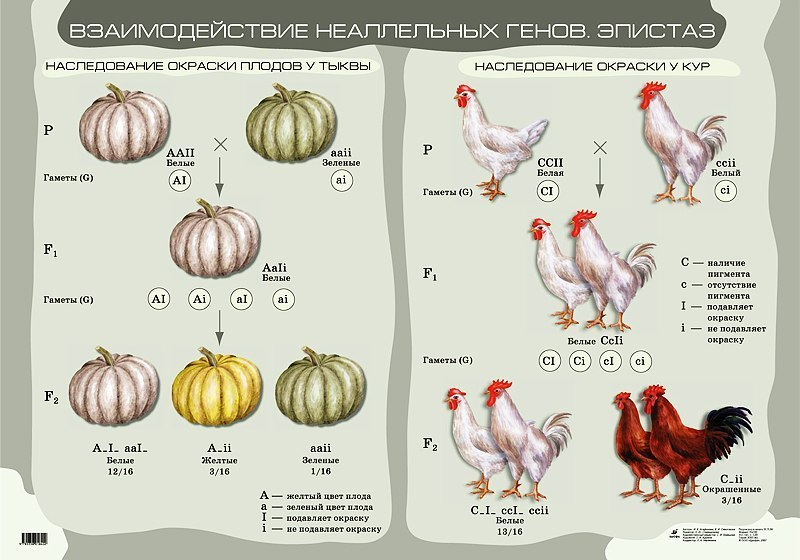 ВЗАИМОДЕЙСТВИЕ НЕАЛЛЕЛЬНЫХ ГЕНОВ. ЭПИСТАЗ
НАСЛЕДОВАНИЕ ОКРАСКИ ПЛОДОВ У ТЫКВЫ
P
AAII
Белые
aaii
Зеленые
Гаметы (G)
AI
ai
F1
AaIi
Белые
Гаметы (G)
AI
Ai
aI
ai
F2
A_I_ aaI_
Белые
12/16
A_ii
Желтые
3/16
aaii
Зеленые
1/16
A — желтый цвет плода
a — зеленый цвет плода
I — подавляет окраску
i — не подавляет окраску
НАСЛЕДОВАНИЕ ОКРАСКИ У КУР
P
CCII
Белая
ccii
Белый
Гаметы (G)
CI
ci
F1
C — наличие
пигмента
c — отсутствие
пигмента
I — подавляет
окраску
i — не подавляет
окраску
Белые CcIi
Гаметы (G)
CI
Ci
cI
ci
F2
C_I_ ccI_ ccii
Белые
13/16
C_ii
Окрашенные
3/16